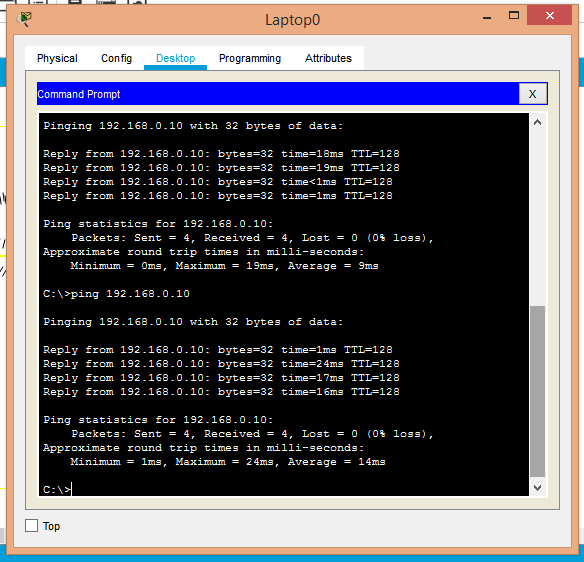 Laptop0
Physical Config Desktop Programming Attributes
Command Prompt X
Pinging 192.168.0.10 with 32 bytes of data:
Reply from 192.168.0.10: bytes=32 time=18ms TTL=128
Reply from 192.168.0.10: bytes=32 time=19ms TTL=128
Reply from 192.168.0.10: bytes=32 time<1ms TTL=128
Reply from 192.168.0.10: bytes=32 time=1ms TTL=128
Ping statistics for 192.168.0.10:
Packets: Sent = 4, Received = 4, Lost = 0 (0% loss),
Approximate round trip times in milli-seconds:
Minimum = 0ms, Maximum = 19ms, Average = 9ms
C:\>ping 192.168.0.10
Pinging 192.168.0.10 with 32 bytes of data:
Reply from 192.168.0.10: bytes=32 time=1ms TTL=128
Reply from 192.168.0.10: bytes=32 time=24ms TTL=128
Reply from 192.168.0.10: bytes=32 time=17ms TTL=128
Reply from 192.168.0.10: bytes=32 time=16ms TTL=128
Ping statistics for 192.168.0.10:
Packets: Sent = 4, Received = 4, Lost = 0 (0% loss),
Approximate round trip times in milli-seconds:
Minimum = 1ms, Maximum = 24ms, Average = 14ms
C:\>
Top